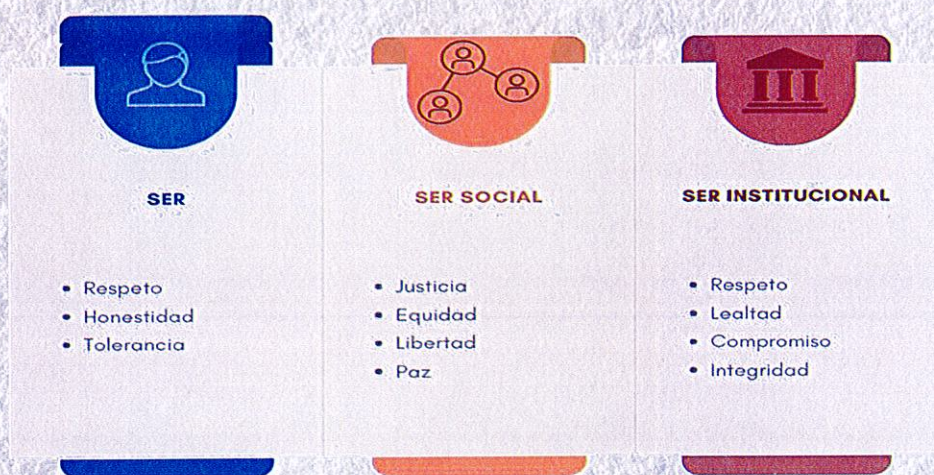 SER
• Respeto
• Honestidad
• Tolerancia
SER SOCIAL
• Justicia
• Equidad
• Libertad
• Paz
SER INSTITUCIONAL
• Respeto
• Lealtad
• Compromiso
• Integridad